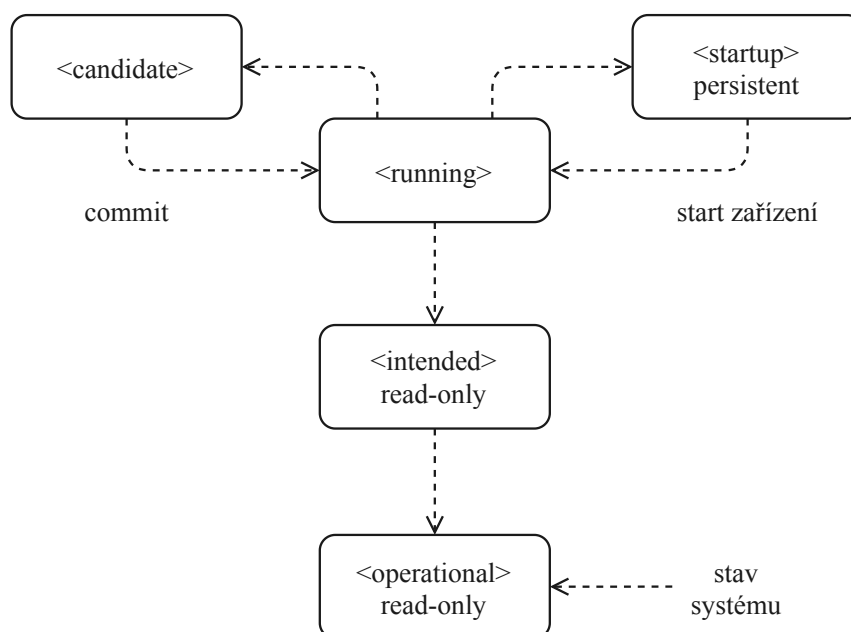 <candidate>
<startup>
persistent
<running>
commit
start zařízení
<intended>
read-only
<operational>
read-only
stav
systému